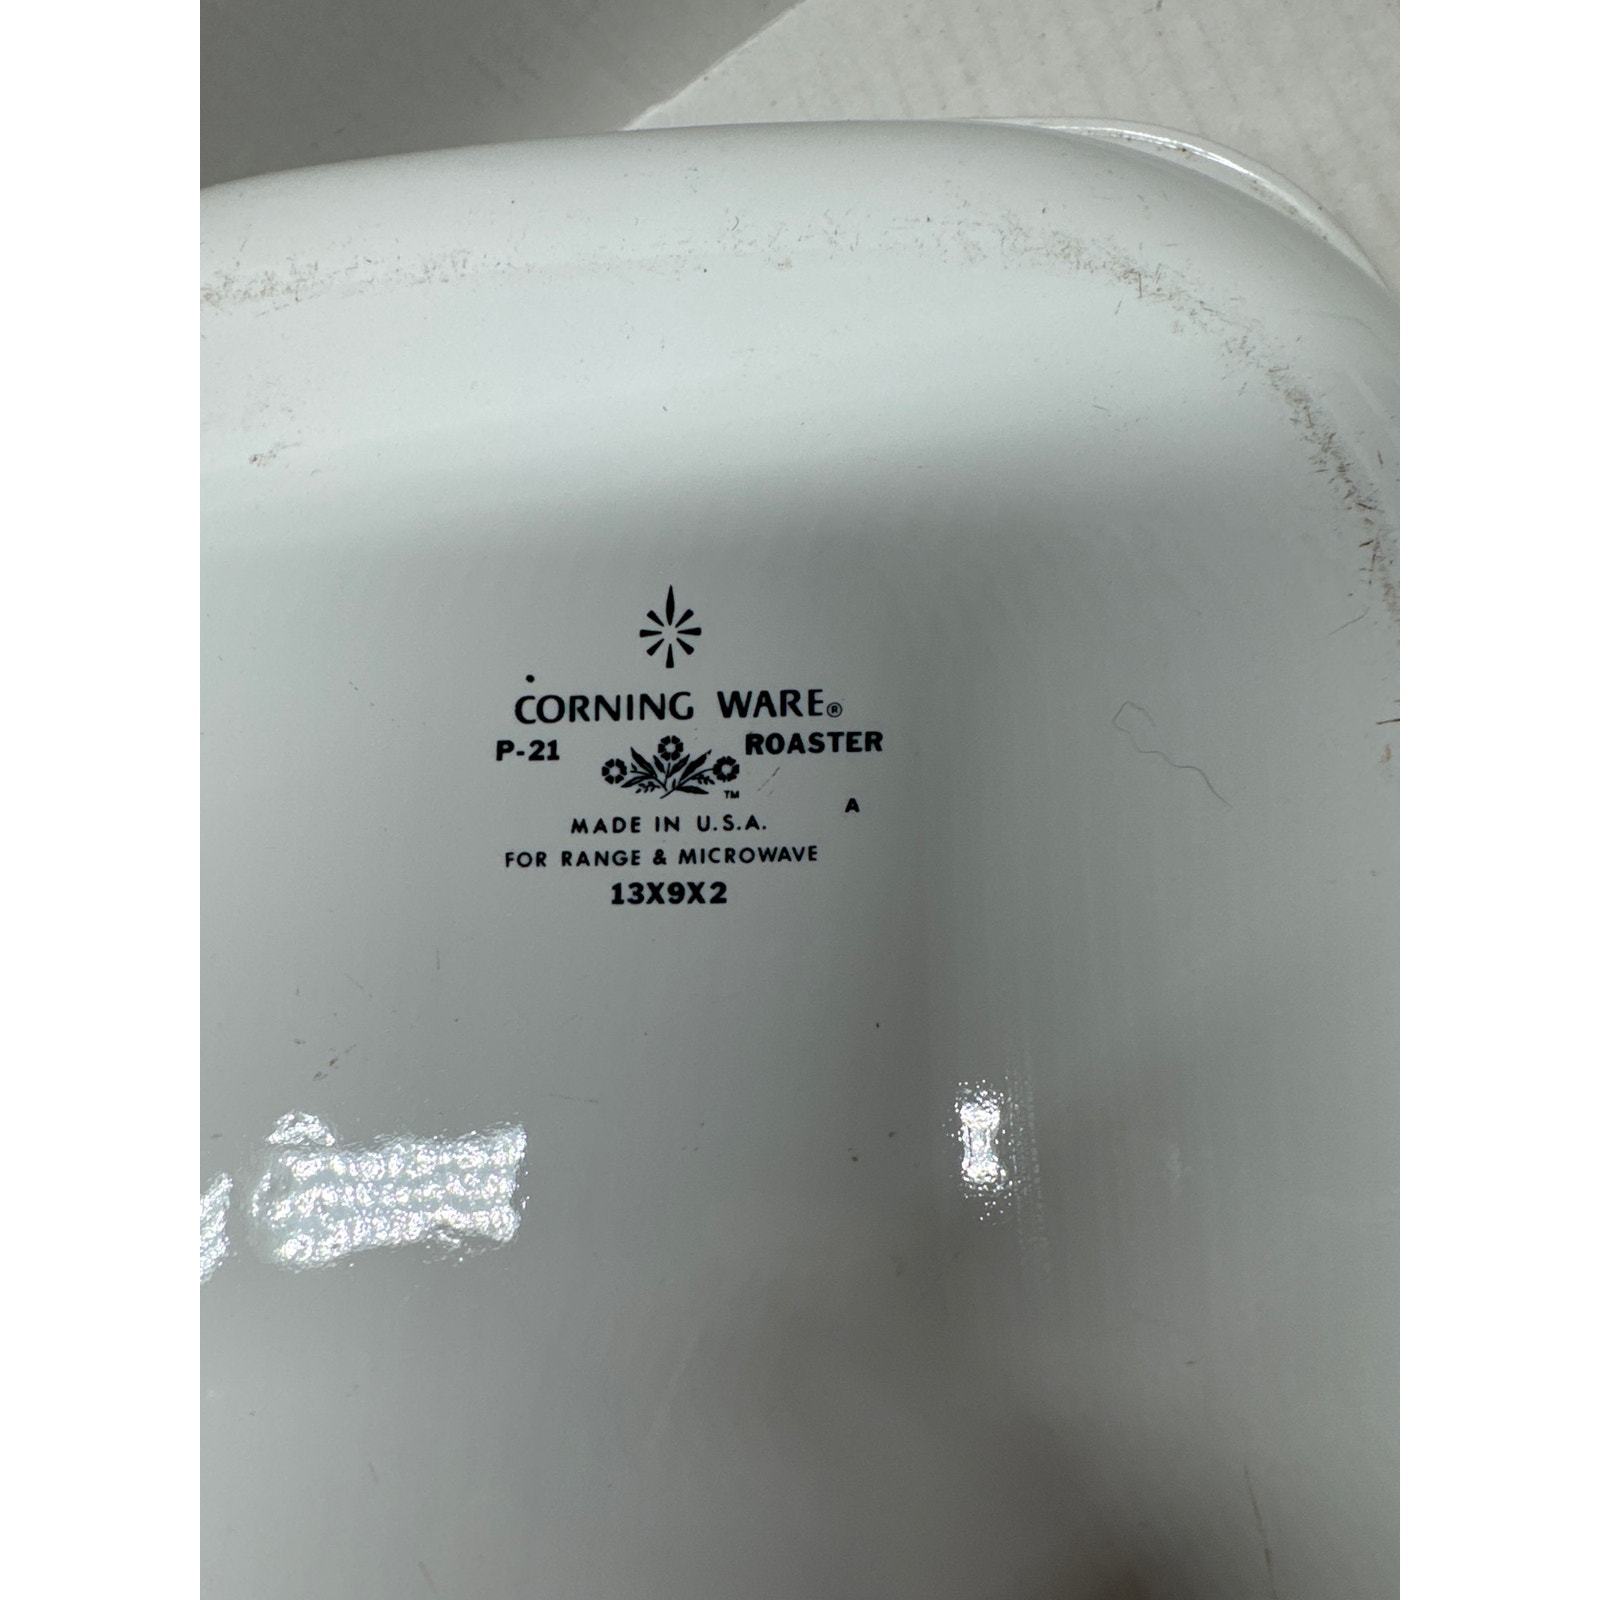 CORNING WARE®
P-21 ROASTER
TM
A
MADE IN U.S.A.
FOR RANGE & MICROWAVE
13X9X2